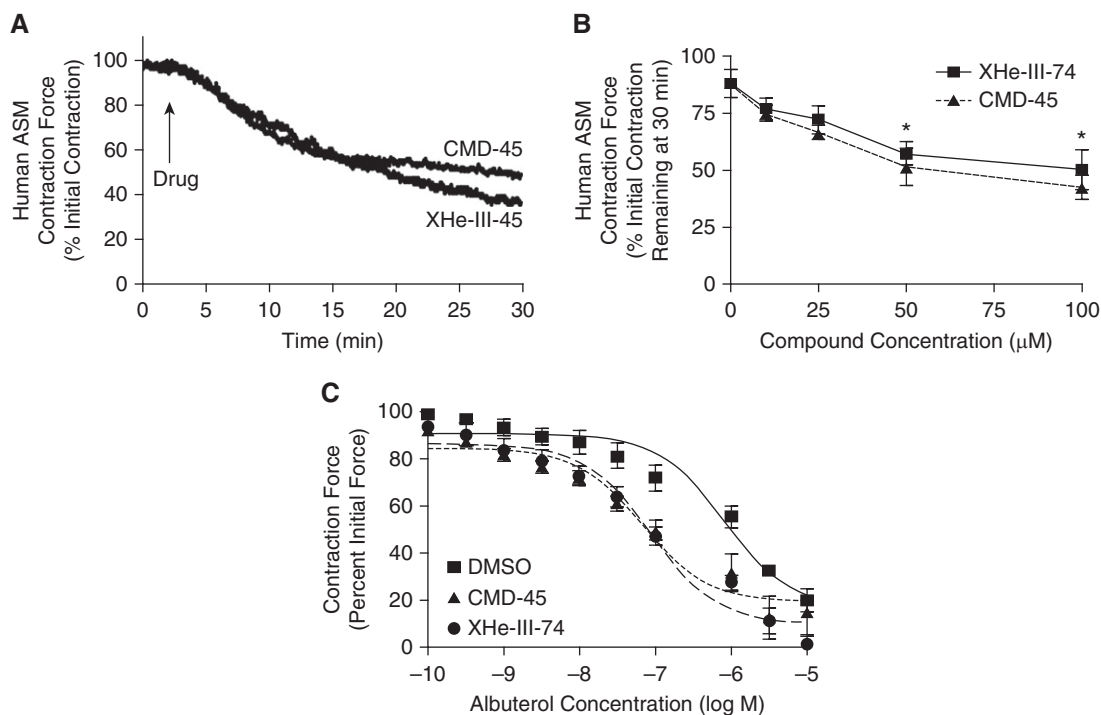 A
Human ASM
Contraction Force
(% Initial Contraction)
100
80
60
40
20
0
Drug
CMD-45
XHe-III-45
0 5 10 15 20 25 30
Time (min)
B
Human ASM
Contraction Force
(% Initial Contraction
Remaining at 30 min)
100
75
50
25
0
XHe-III-74
CMD-45
* *
0 25 50 75 100
Compound Concentration (μM)
C
Contraction Force
(Percent Initial Force)
100
80
60
40
20
0
DMSO
CMD-45
XHe-III-74
–10 –9 –8 –7 –6 –5
Albuterol Concentration (log M)